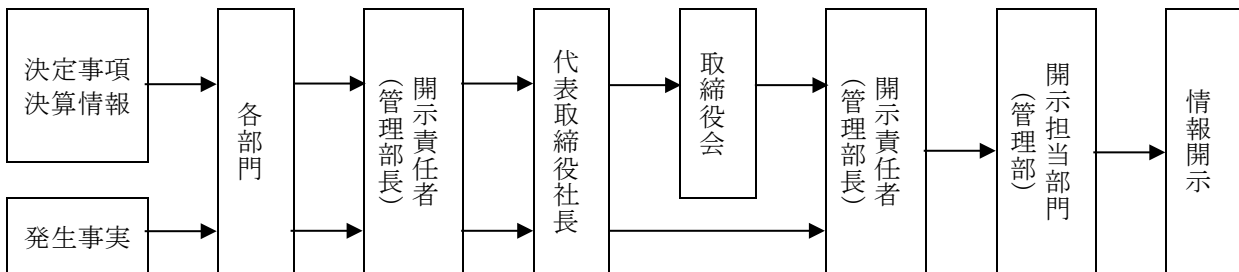 決定事項
決算情報
発生事実
各部門
開示責任者
(管理部長)
代表取締役社長
取締役会
開示責任者
(管理部長)
開示担当部門
(管理部)
情報開示